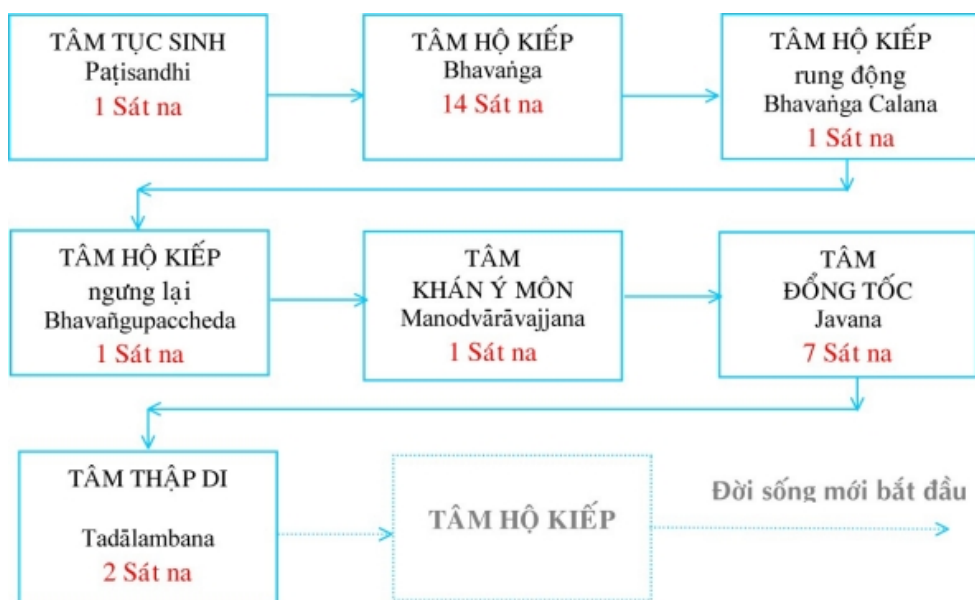 TÂM TỤC SINH
Paṭisandhi
1 Sát na
TÂM HỘ KIẾP
Bhavaṅga
14 Sát na
TÂM HỘ KIẾP
rung động
Bhavaṅga Calana
1 Sát na
TÂM HỘ KIẾP
ngưng lại
Bhavañgupaccheda
1 Sát na
TÂM
KHÁN Ý MÔN
Manodvārāvajjana
1 Sát na
TÂM
ĐỔNG TỐC
Javana
7 Sát na
TÂM THẬP DI
Tadālambana
2 Sát na
TÂM HỘ KIẾP
Đời sống mới bắt đầu